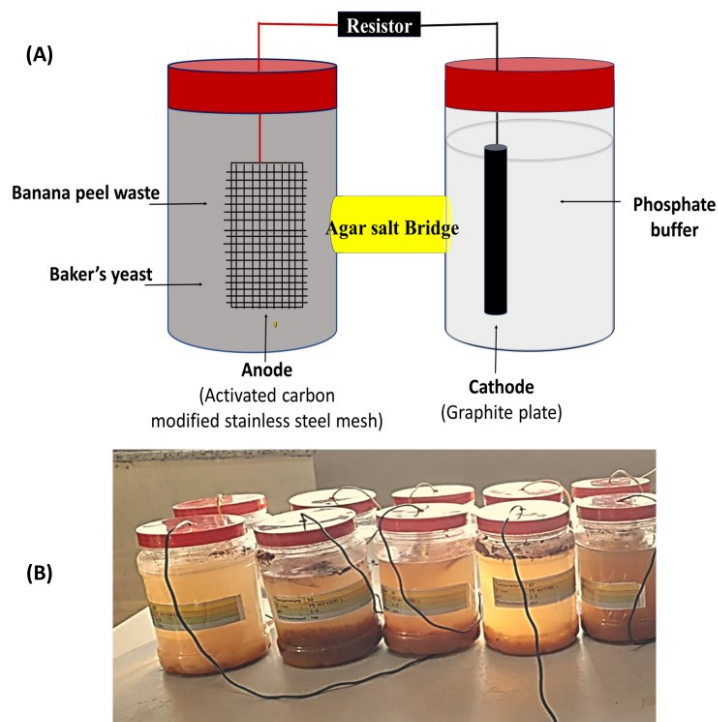 (A)
Resistor
Banana peel waste
Baker's yeast
Agar salt Bridge
Phosphate
buffer
Anode
(Activated carbon
modified stainless steel mesh)
Cathode
(Graphite plate)
(B)